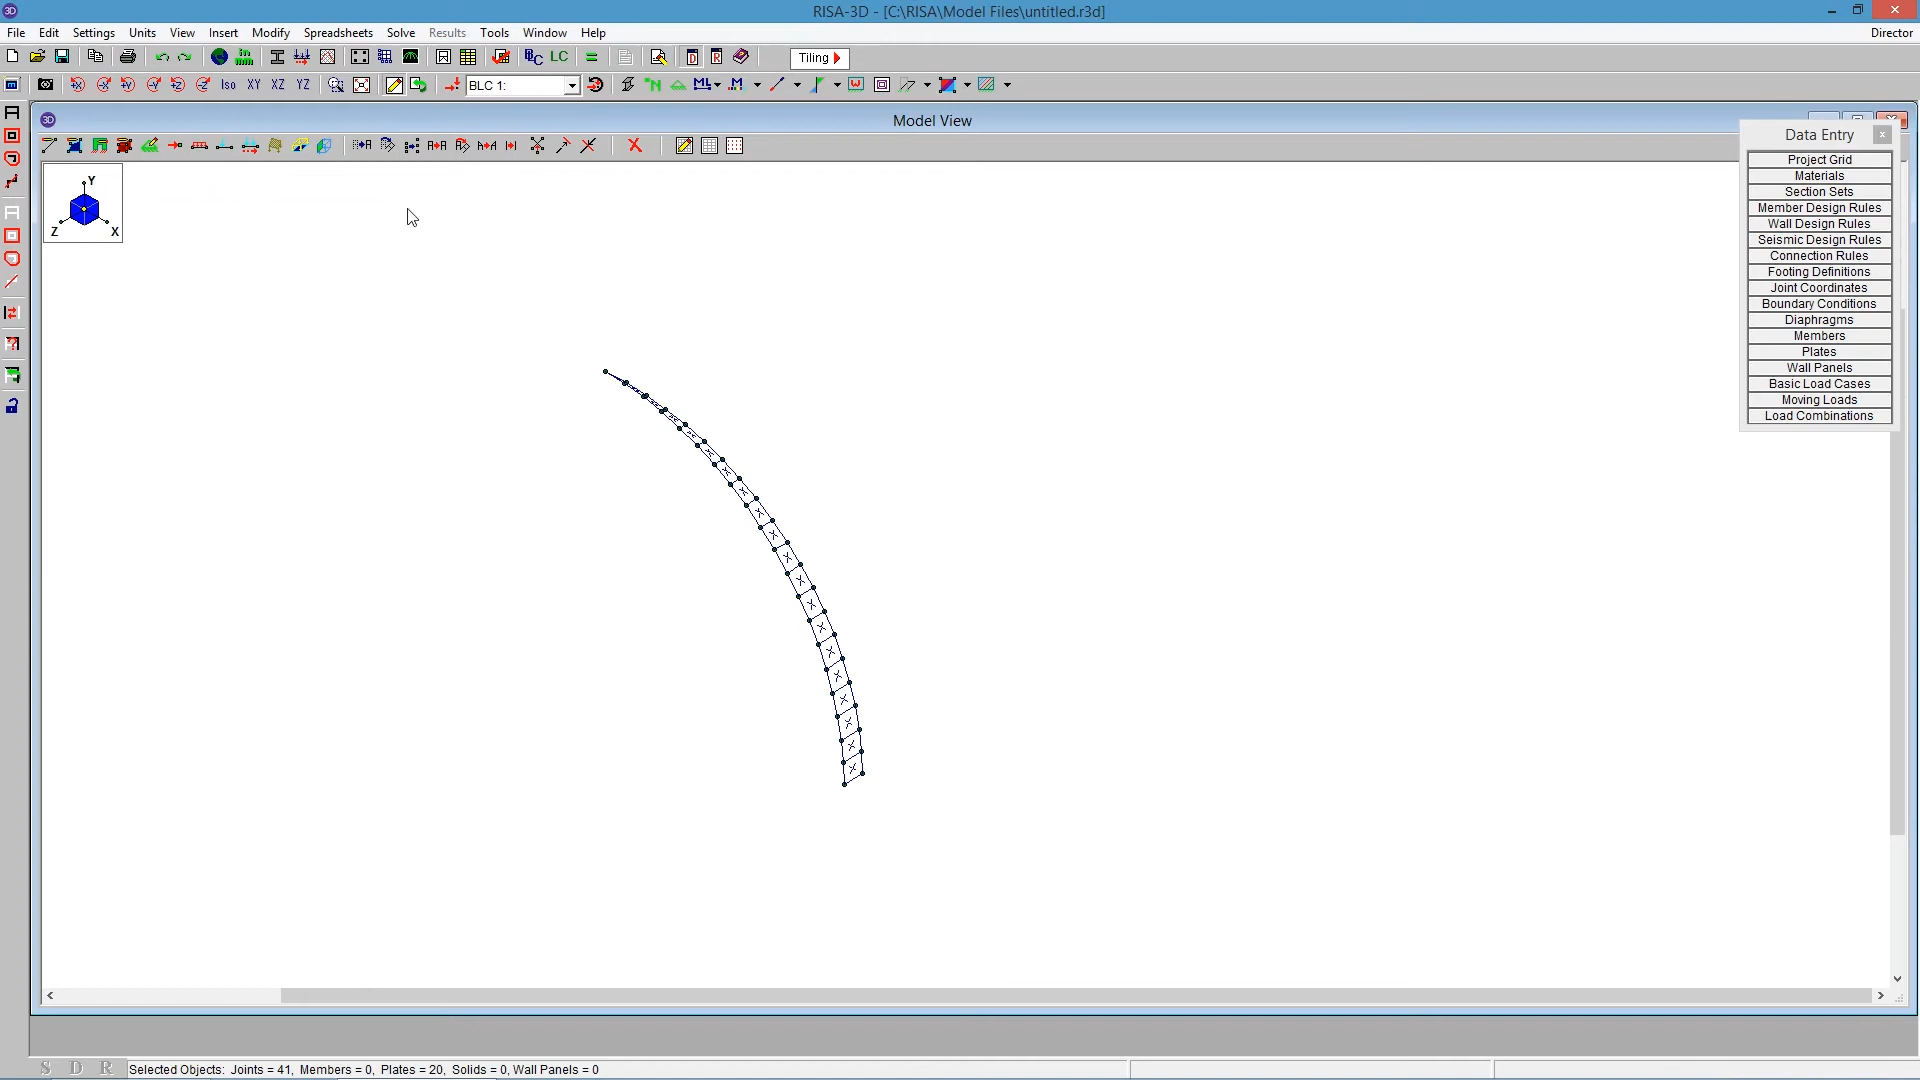 3D
RISA-3D - [C:\RISA\Model Files\untitled.r3d]
File Edit Settings Units View Insert Modify Spreadsheets Solve Results Tools Window Help Director
LC Tiling
Iso XY XZ YZ BLC 1: N ML M W
3D Model View
Data Entry
Project Grid
Materials
Section Sets
Member Design Rules
Wall Design Rules
Seismic Design Rules
Connection Rules
Footing Definitions
Joint Coordinates
Boundary Conditions
Diaphragms
Members
Plates
Wall Panels
Basic Load Cases
Moving Loads
Load Combinations
Y
Z X
S D R Selected Objects: Joints = 41, Members = 0, Plates = 20, Solids = 0, Wall Panels = 0